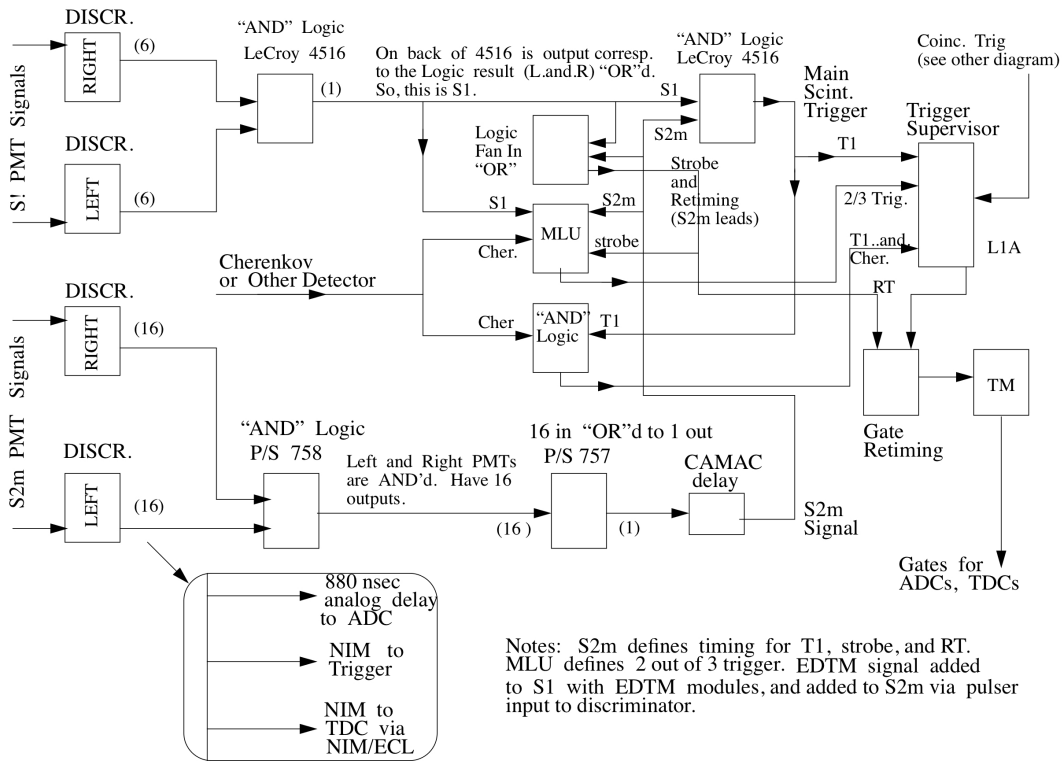 DISCR.
RIGHT
(6)
"AND" Logic
LeCroy 4516
(1)
On back of 4516 is output corresp.
to the Logic result (L.and.R) "OR"d.
So, this is S1.
"AND" Logic
LeCroy 4516
S1
S2m
Main
Scint.
Trigger
Coinc. Trig
(see other diagram)
Trigger
Supervisor
S! PMT Signals
DISCR.
LEFT
(6)
Logic
Fan In
"OR"
Strobe
and
Retiming
(S2m leads)
T1
2/3 Trig.
S1
S2m
MLU
Cher.
strobe
T1..and.
Cher.
L1A
Cherenkov
or Other Detector
RT
Cher
"AND"
Logic
T1
DISCR.
RIGHT
(16)
S2m PMT Signals
TM
Gate
Retiming
DISCR.
LEFT
(16)
"AND" Logic
P/S 758
Left and Right PMTs
are AND'd. Have 16
outputs.
16 in "OR"d to 1 out
P/S 757
(16 )
(1)
CAMAC
delay
S2m
Signal
Gates for
ADCs, TDCs
880 nsec
analog delay
to ADC
NIM to
Trigger
NIM to
TDC via
NIM/ECL
Notes: S2m defines timing for T1, strobe, and RT.
MLU defines 2 out of 3 trigger. EDTM signal added
to S1 with EDTM modules, and added to S2m via pulser
input to discriminator.